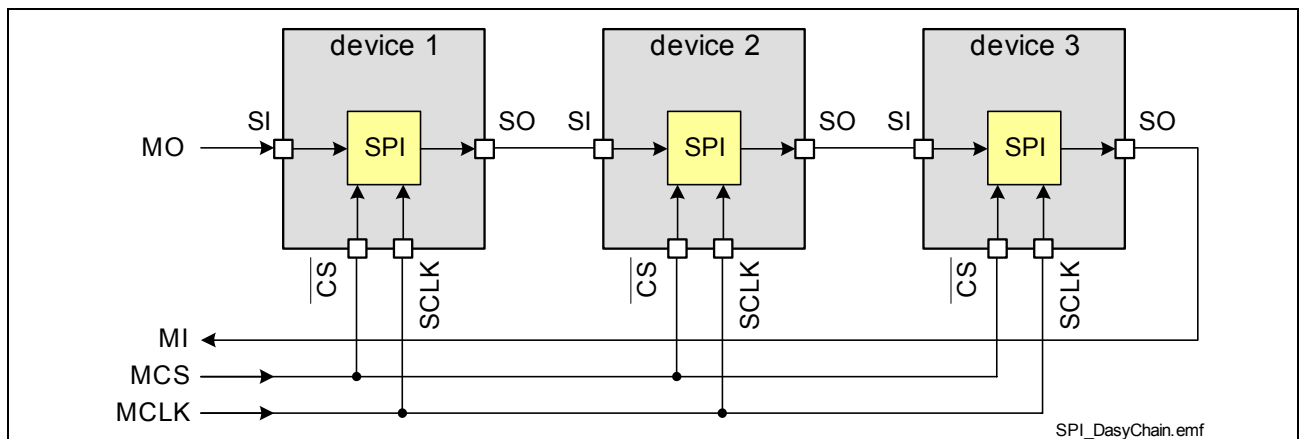 device 1
device 2
device 3
SI
SO
SI
SO
SI
SO
MO
SPI
SPI
SPI
CS
SCLK
CS
SCLK
CS
SCLK
MI
MCS
MCLK
SPI_DasyChain.emf